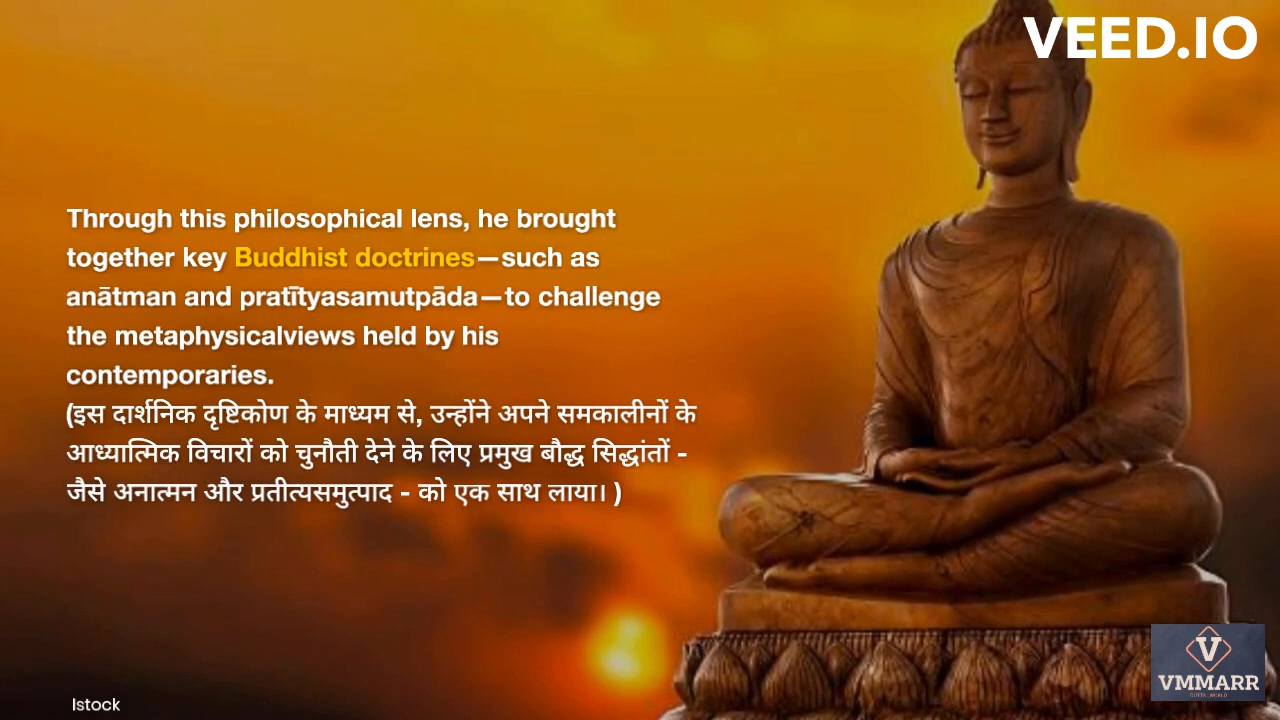 VEED.IO
Through this philosophical lens, he brought
together key Buddhist doctrines—such as
anātman and pratītyasamutpāda—to challenge
the metaphysicalviews held by his
contemporaries.
(इस दार्शनिक दृष्टिकोण के माध्यम से, उन्होंने अपने समकालीनों के
आध्यात्मिक विचारों को चुनौती देने के लिए प्रमुख बौद्ध सिद्धांतों -
जैसे अनात्मन और प्रतीत्यसमुत्पाद - को एक साथ लाया। )
V
VMMARR
Istock